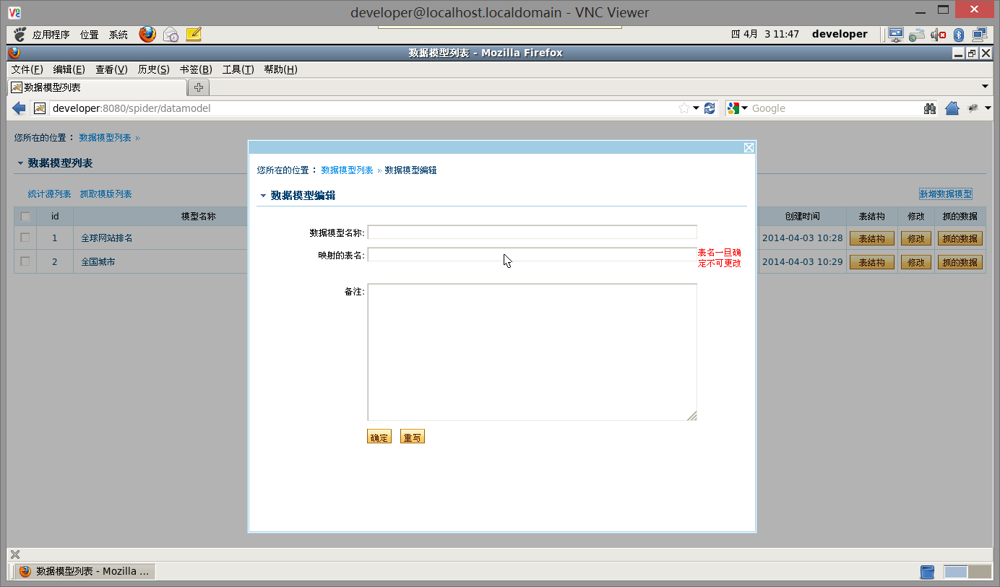 developer@localhost.localdomain - VNC Viewer
应用程序 位置 系统 四 4月 3 11:47 developer
数据模型列表 - Mozilla Firefox
文件(F) 编辑(E) 查看(V) 历史(S) 书签(B) 工具(T) 帮助(H)
数据模型列表
developer:8080/spider/datamodel Google
您所在的位置： 数据模型列表 »
数据模型列表
统计源列表 抓取模版列表 新增数据模型
id 模型名称 创建时间 表结构 修改 抓的数据
1 全球网站排名 2014-04-03 10:28 表结构 修改 抓的数据
2 全国城市 2014-04-03 10:29 表结构 修改 抓的数据
您所在的位置： 数据模型列表 » 数据模型编辑
数据模型编辑
数据模型名称:
映射的表名: 表名一旦确
定不可更改
备注:
确定 重写
数据模型列表 - Mozilla ...